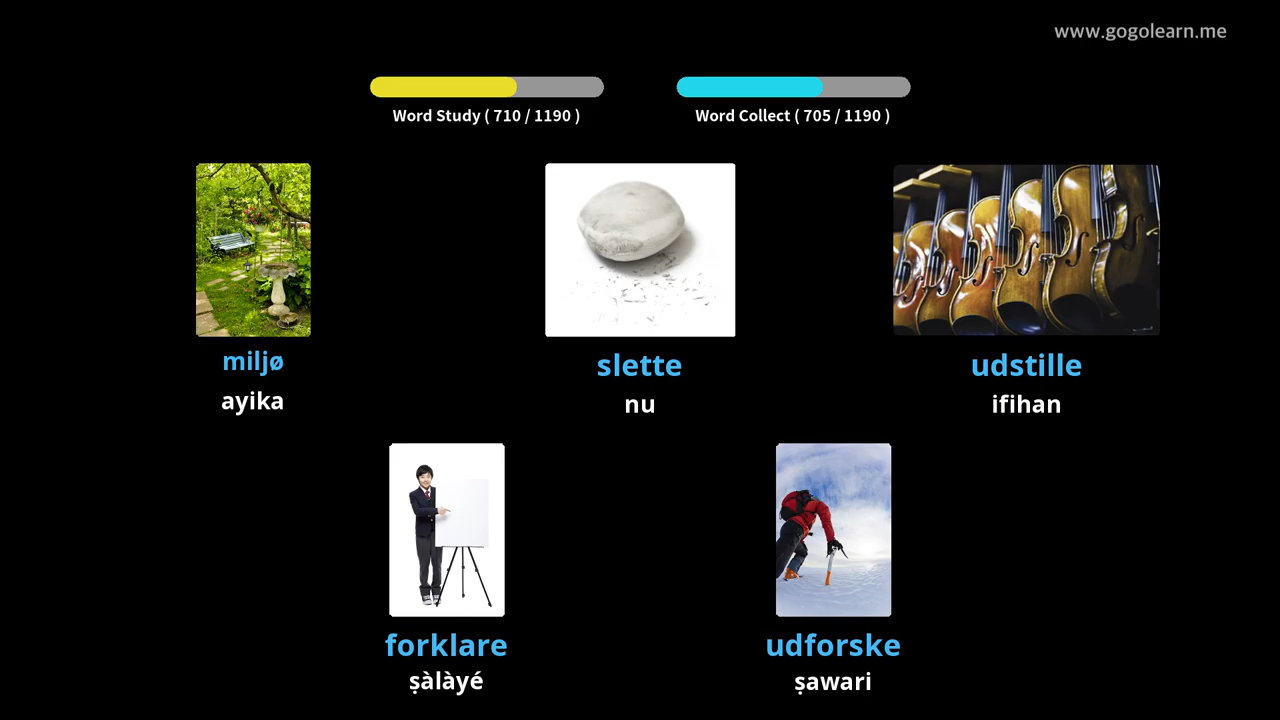 www.gogolearn.me
Word Study ( 710 / 1190 )
Word Collect ( 705 / 1190 )
miljø
ayika
slette
nu
udstille
ifihan
forklare
ṣàlàyé
udforske
ṣawari